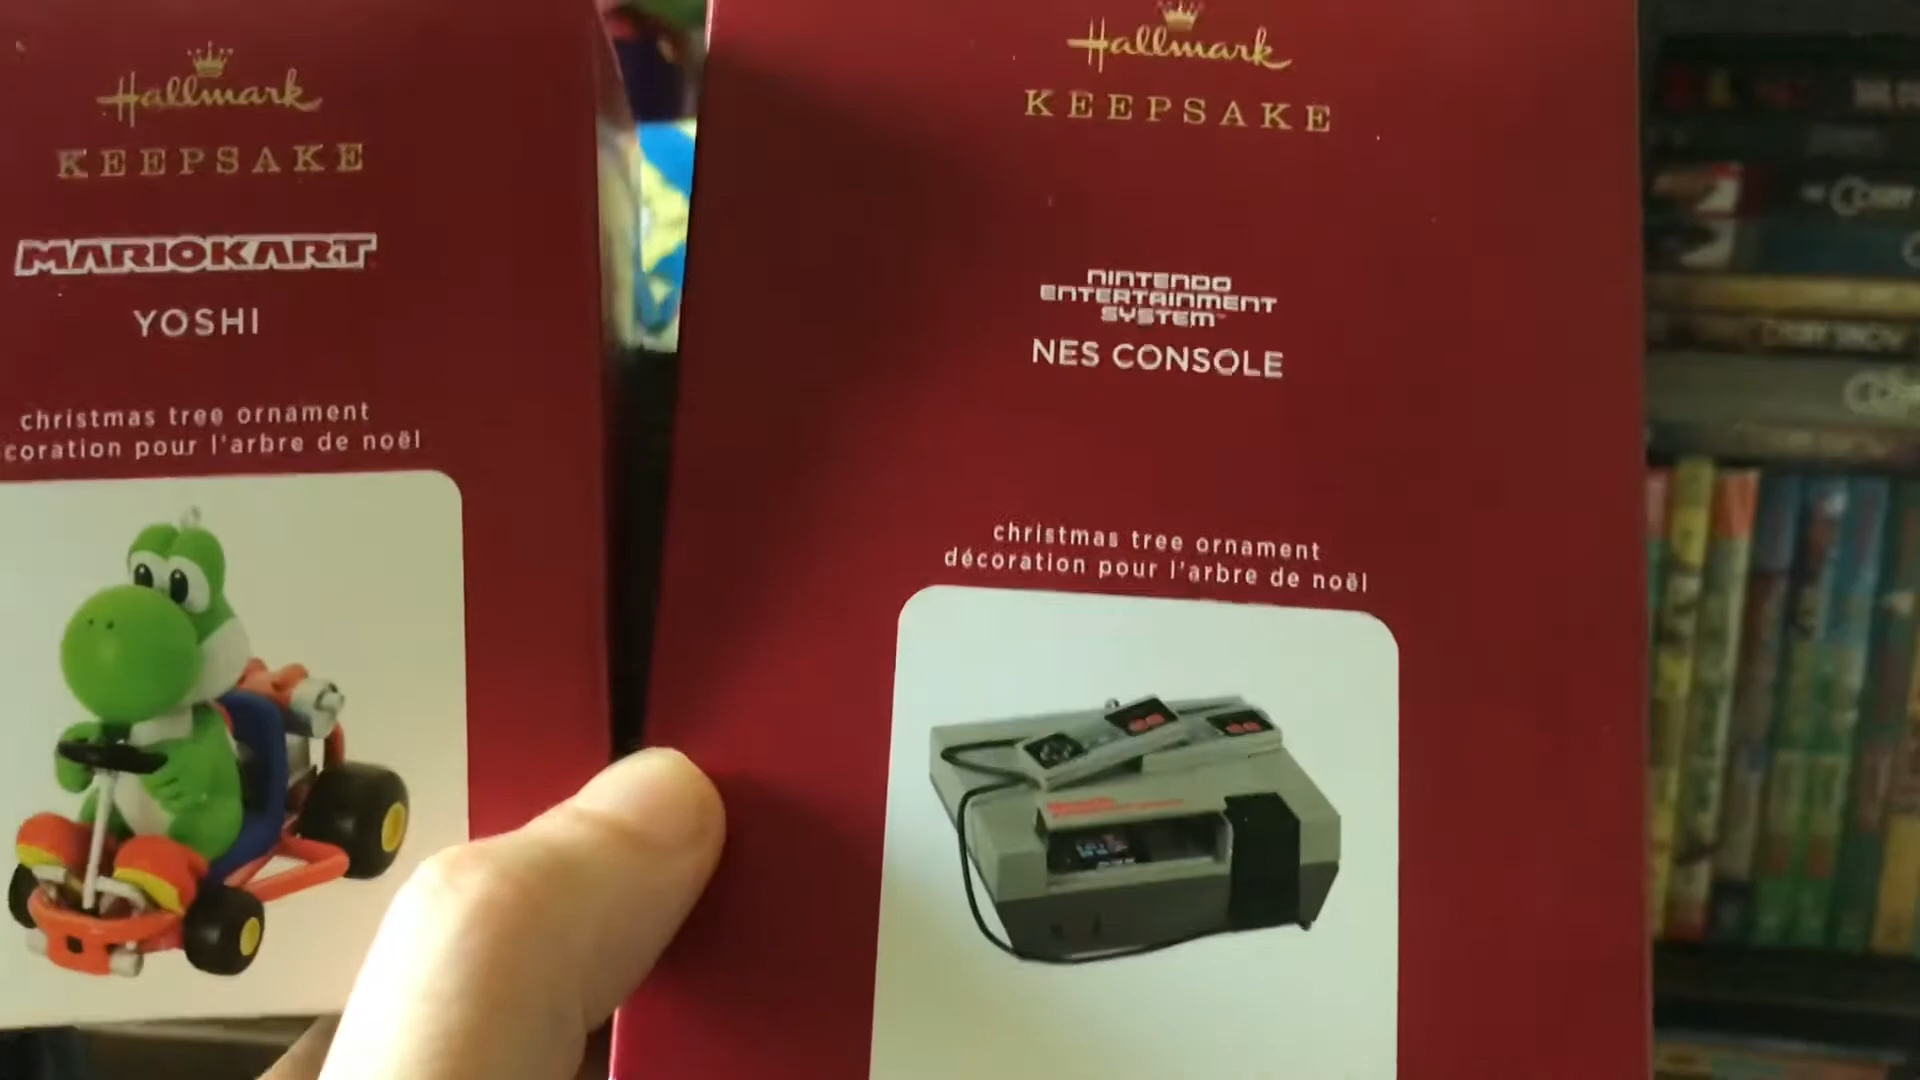 Hallmark
KEEPSAKE
MARIOKART
YOSHI
christmas tree ornament
coration pour l'arbre de noël
Hallmark
KEEPSAKE
NINTENDO
ENTERTAINMENT
SYSTEM™
NES CONSOLE
christmas tree ornament
décoration pour l'arbre de noël